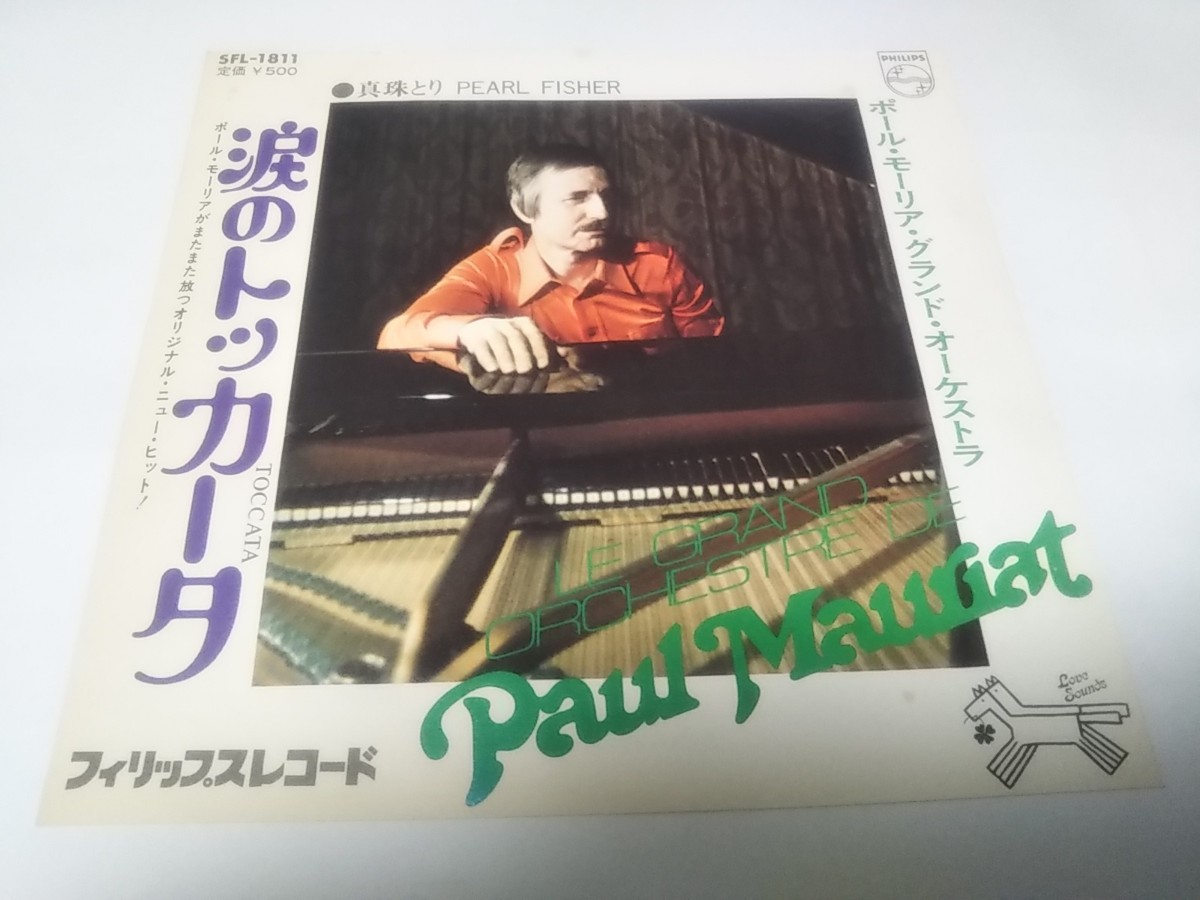 SFL-1811
定価 ¥500
●真珠とり PEARL FISHER
PHILIPS
ポール・モーリア・グランド・オーケストラ
涙のトッカータ
TOCCATA
ポール・モーリアがまたまた放つオリジナル・ニュー・ヒット!
LE GRAND
ORCHESTRE DE
Paul Mauriat
Love
Sounds
フィリップスレコード